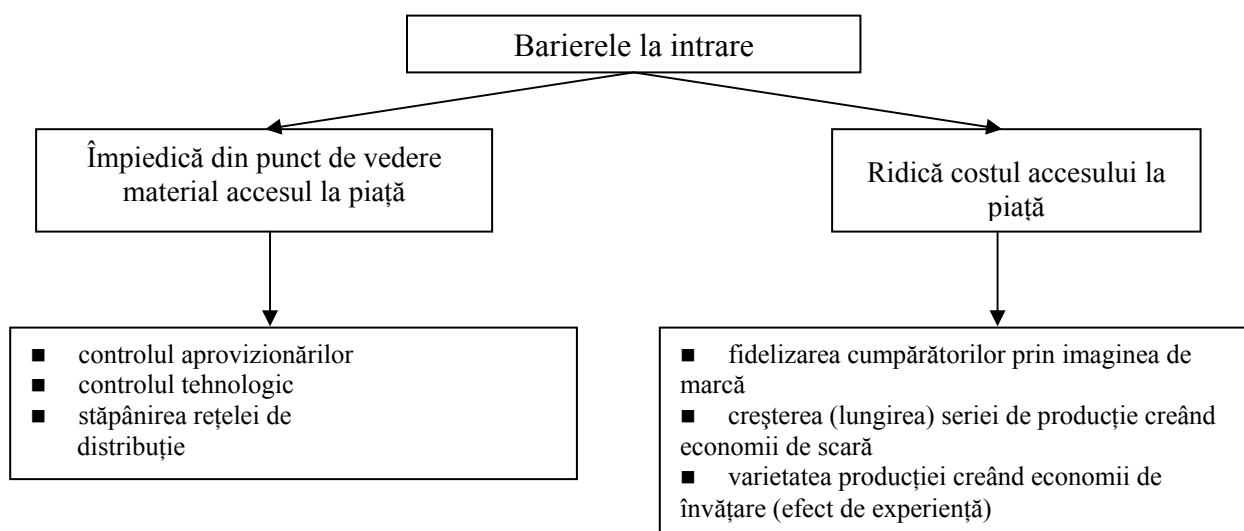 Barierele la intrare
Împiedică din punct de vedere
material accesul la piață
Ridică costul accesului la
piață
■ controlul aprovizionărilor
■ controlul tehnologic
■ stăpânirea rețelei de
distribuție
■ fidelizarea cumpărătorilor prin imaginea de
marcă
■ creşterea (lungirea) seriei de producție creând
economii de scară
■ varietatea producției creând economii de
învățare (efect de experiență)